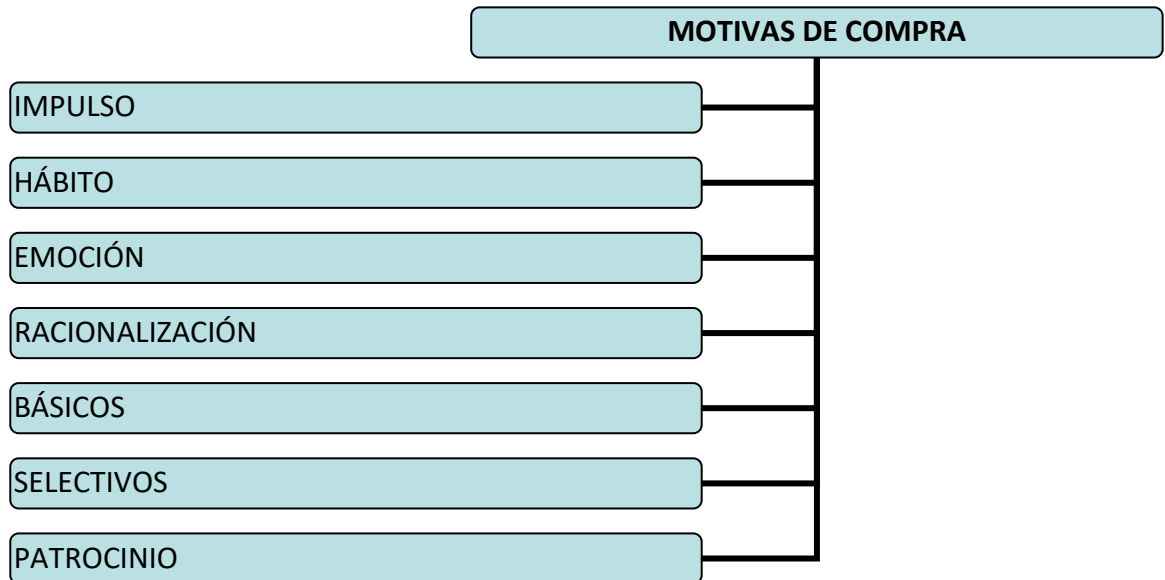 MOTIVAS DE COMPRA
IMPULSO
HÁBITO
EMOCIÓN
RACIONALIZACIÓN
BÁSICOS
SELECTIVOS
PATROCINIO